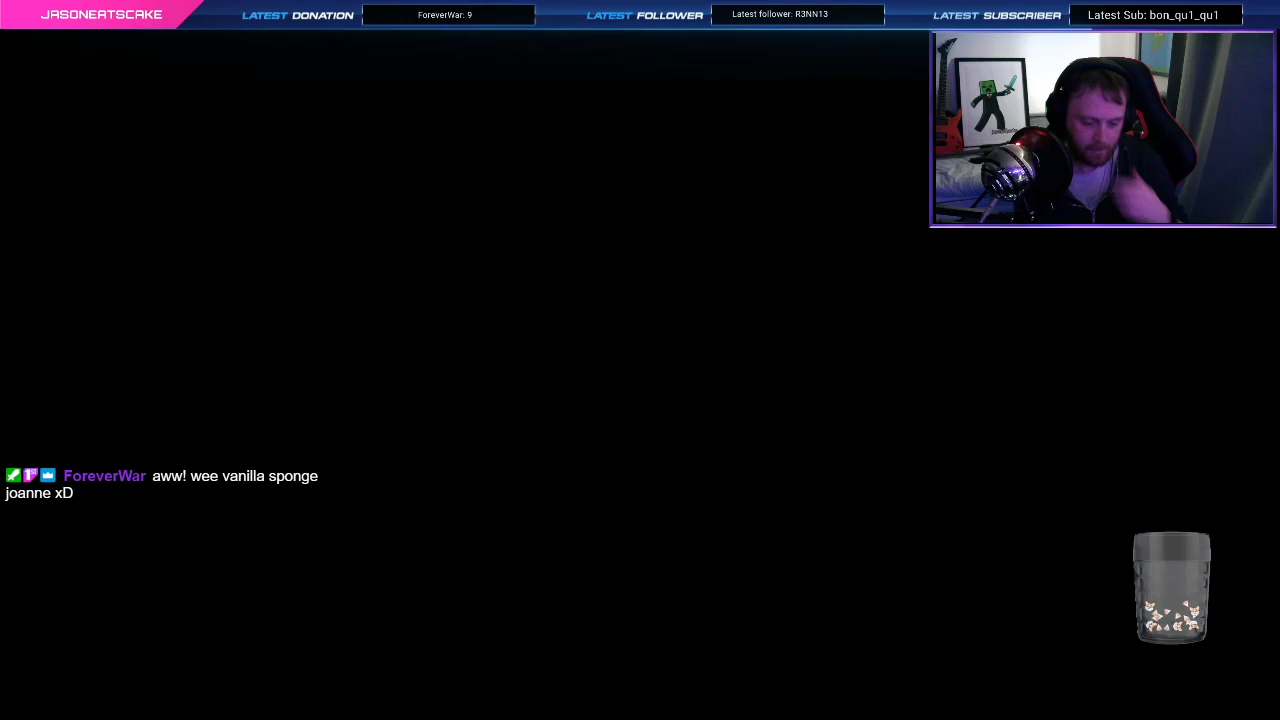 JASONEATSCAKE
LATEST DONATION
ForeverWar: 9
LATEST FOLLOWER
Latest follower: R3NN13
LATEST SUBSCRIBER
Latest Sub: bon_qu1_qu1
1ST ForeverWar aww! wee vanilla sponge
joanne xD